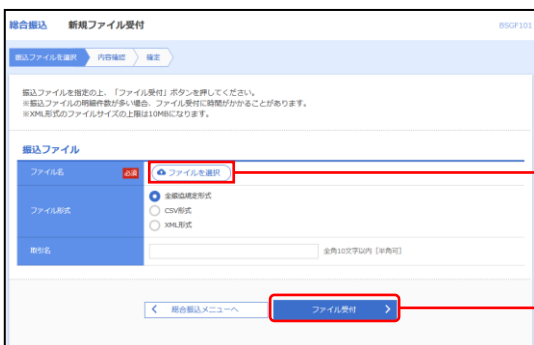 総合振込 新規ファイル受付 BSGF101
振込ファイルを選択 内容確認 確定
振込ファイルを指定の上、「ファイル受付」ボタンを押してください。
※振込ファイルの明細件数が多い場合、ファイル受付に時間がかかることがあります。
※XML形式のファイルサイズの上限は10MBになります。
振込ファイル
ファイル名 必須 ファイルを選択
ファイル形式 全銀協規定形式
CSV形式
XML形式
取引名 全角10文字以内 [半角可]
総合振込メニューへ ファイル受付